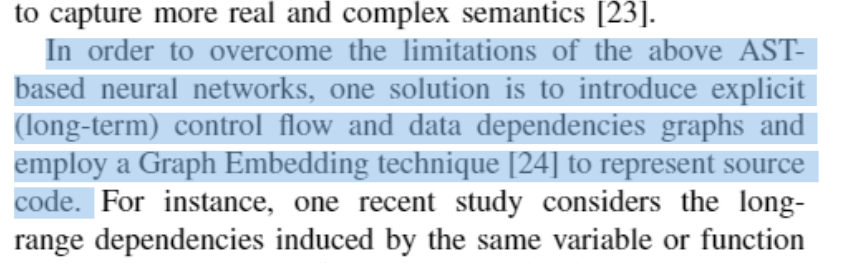 to capture more real and complex semantics [23].
In order to overcome the limitations of the above AST-
based neural networks, one solution is to introduce explicit
(long-term) control flow and data dependencies graphs and
employ a Graph Embedding technique [24] to represent source
code. For instance, one recent study considers the long-
range dependencies induced by the same variable or function